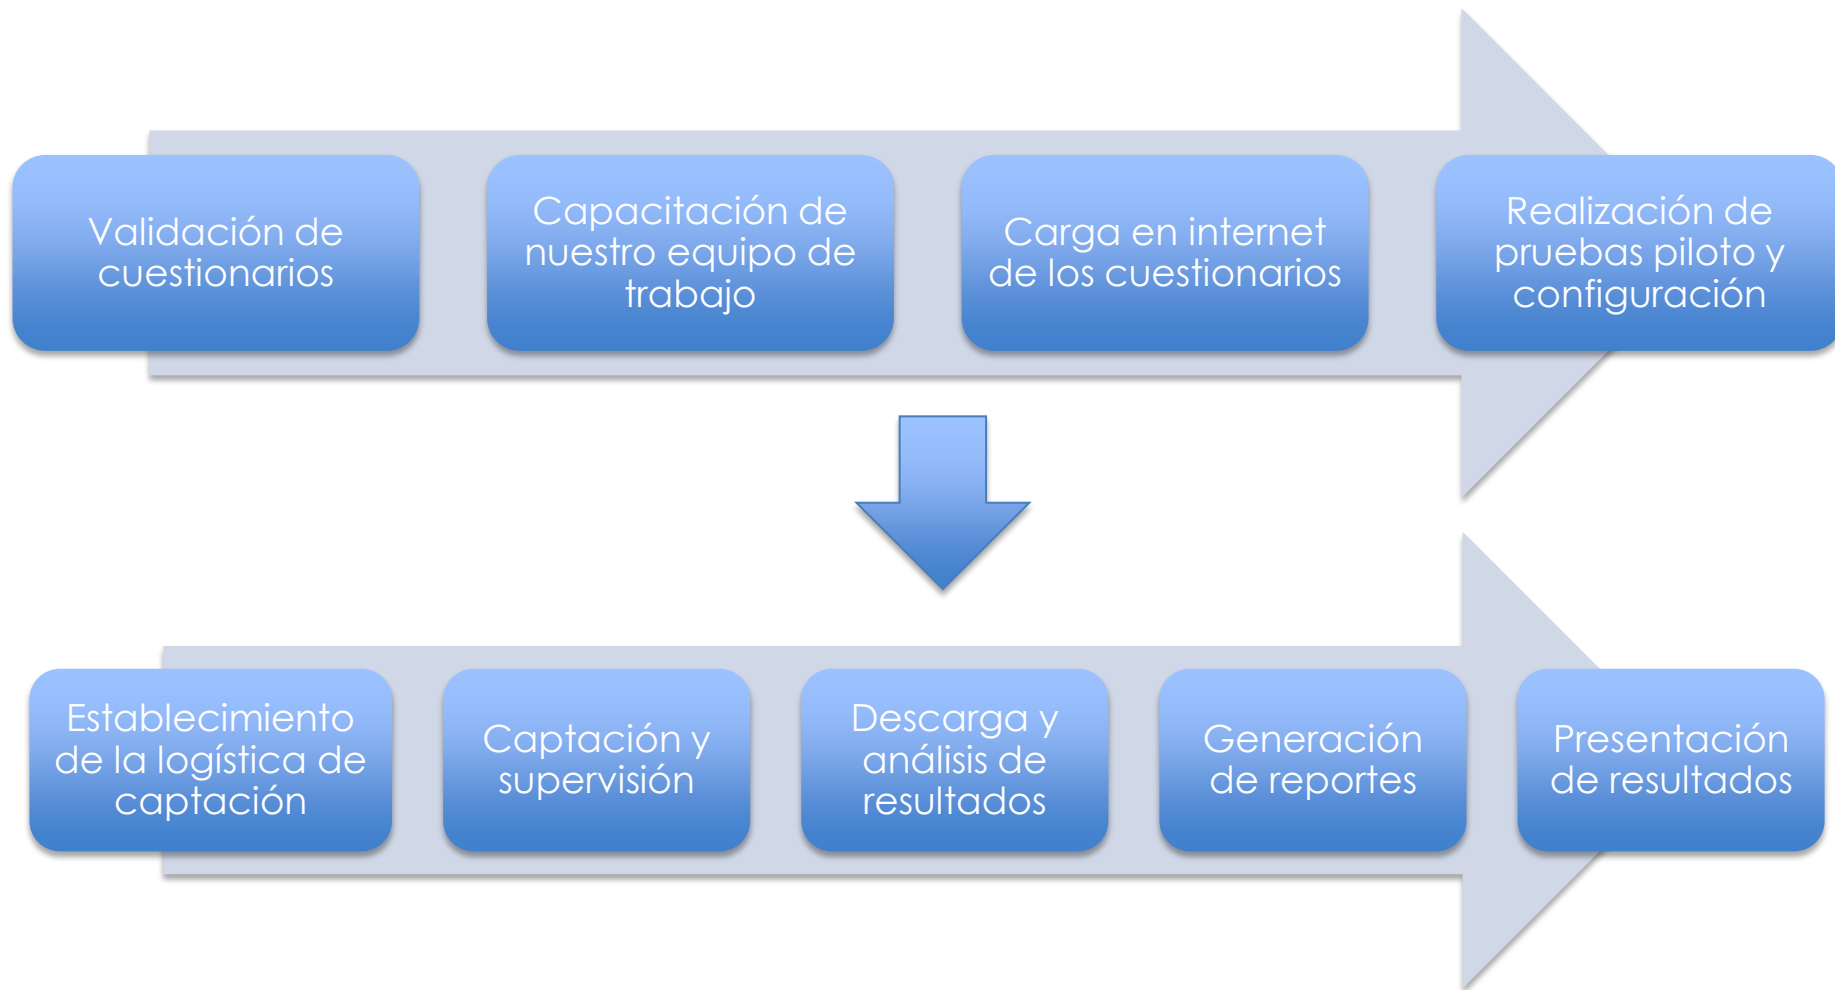 Validación de
cuestionarios
Capacitación de
nuestro equipo de
trabajo
Carga en internet
de los cuestionarios
Realización de
pruebas piloto y
configuración
Establecimiento
de la logística de
captación
Captación y
supervisión
Descarga y
análisis de
resultados
Generación
de reportes
Presentación
de resultados